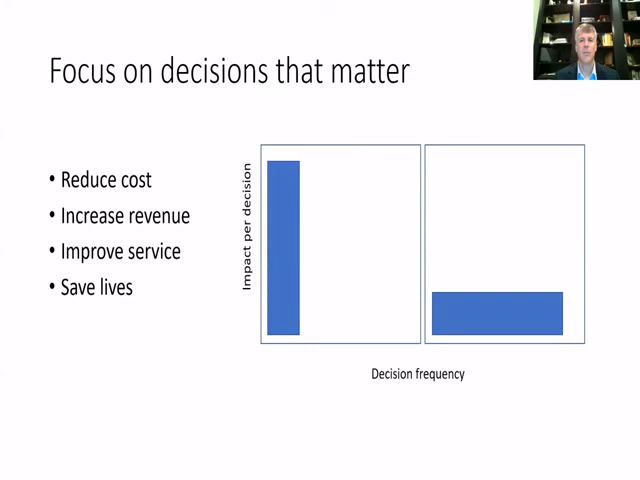 Focus on decisions that matter
• Reduce cost
• Increase revenue
• Improve service
• Save lives
Impact per decision
Decision frequency